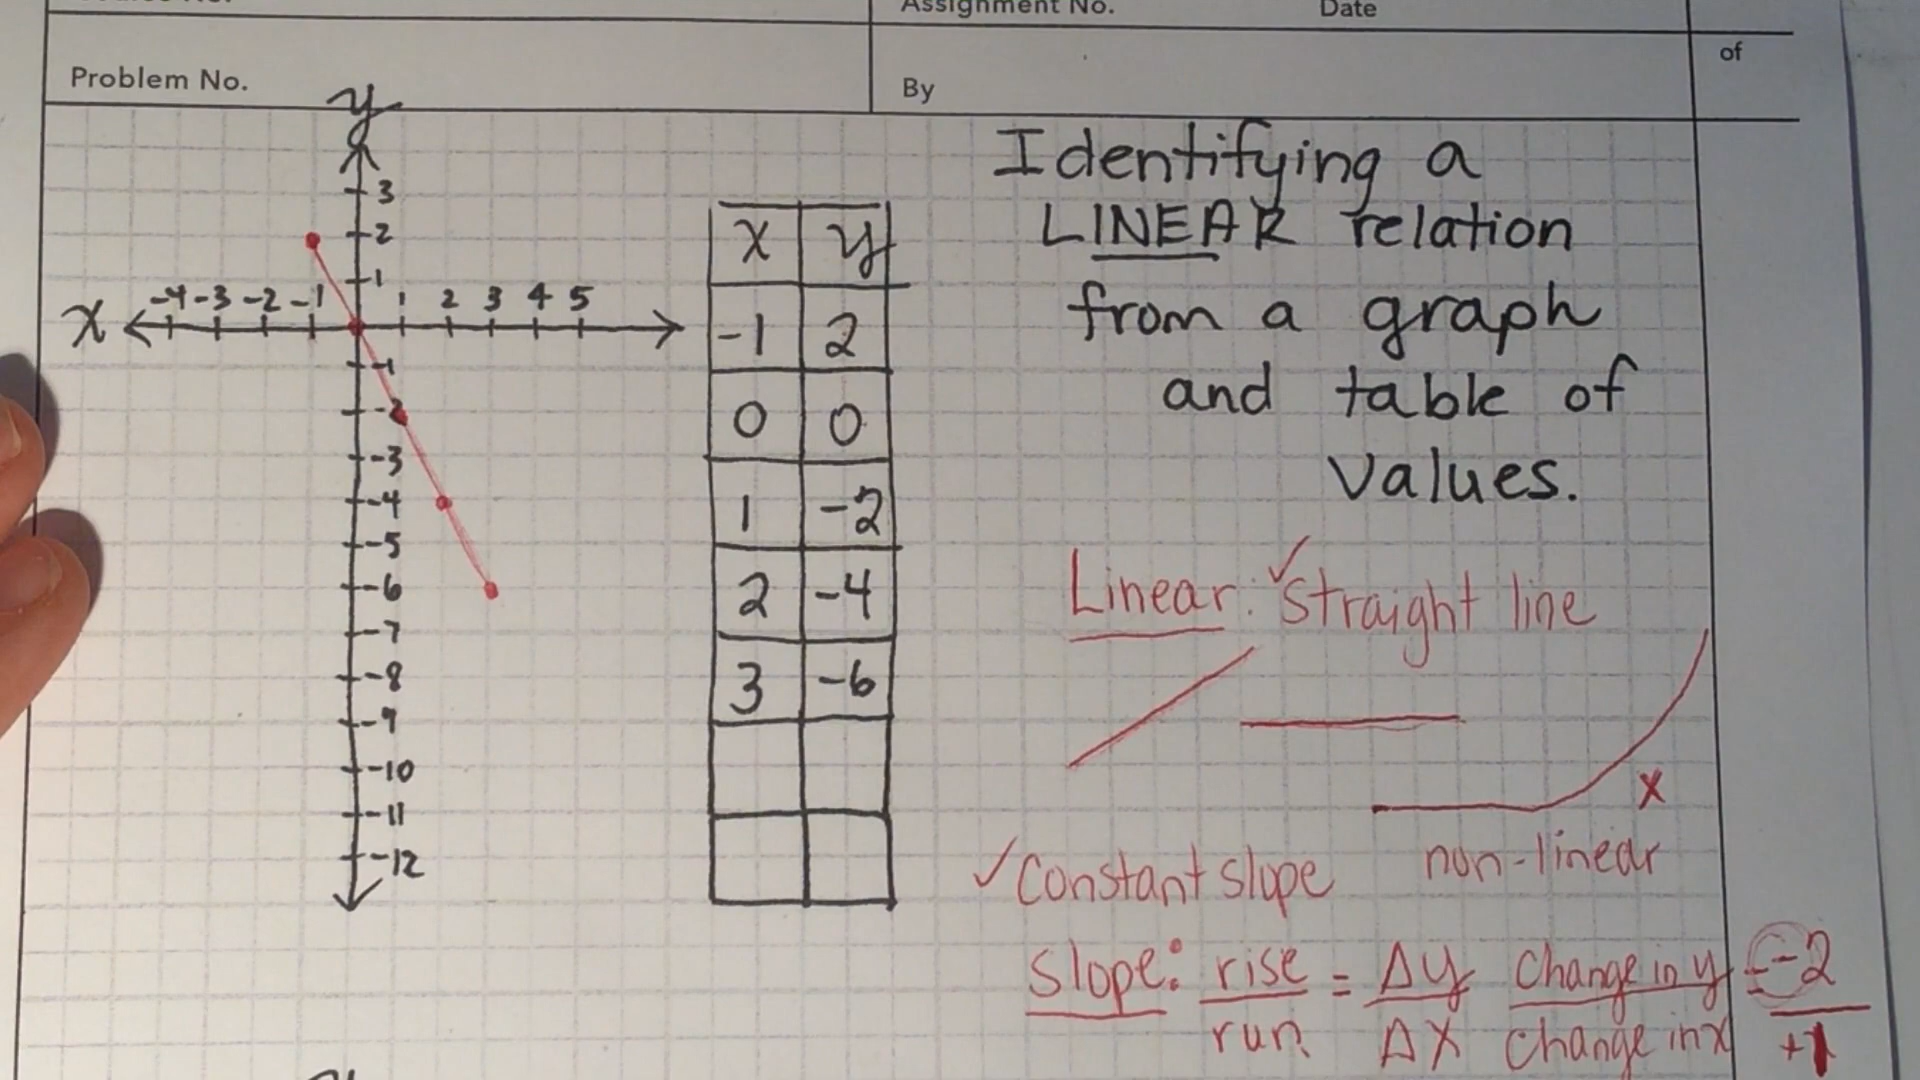 Assignment No. Date
Problem No. By of
y
3
2
1
x -4 -3 -2 -1 1 2 3 4 5
-1
-2
-3
-4
-5
-6
-7
-8
-9
-10
-11
-12
x y
-1 2
0 0
1 -2
2 -4
3 -6
Identifying a
LINEAR relation
from a graph
and table of
values.
Linear: ✓Straight line
x
non-linear
✓Constant slope
Slope: rise = Δy Change in y = -2
run Δx Change in x +1